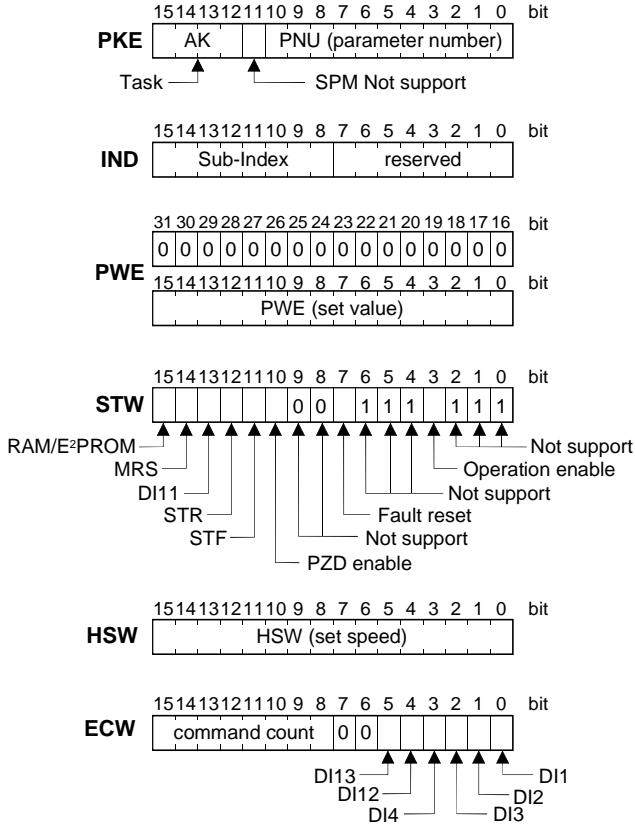 15 14 13 12 11 10 9 8 7 6 5 4 3 2 1 0 bit
PKE AK PNU (parameter number)
Task SPM Not support
15 14 13 12 11 10 9 8 7 6 5 4 3 2 1 0 bit
IND Sub-Index reserved
31 30 29 28 27 26 25 24 23 22 21 20 19 18 17 16
0 0 0 0 0 0 0 0 0 0 0 0 0 0 0 0
PWE
15 14 13 12 11 10 9 8 7 6 5 4 3 2 1 0 bit
PWE (set value)
15 14 13 12 11 10 9 8 7 6 5 4 3 2 1 0 bit
STW 0 0 1 1 1 1 1 1
RAM/E²PROM Not support
MRS Operation enable
DI11 Not support
STR Fault reset
STF Not support
PZD enable
15 14 13 12 11 10 9 8 7 6 5 4 3 2 1 0 bit
HSW HSW (set speed)
15 14 13 12 11 10 9 8 7 6 5 4 3 2 1 0 bit
ECW command count 0 0
DI13 DI1
DI12 DI2
DI4 DI3